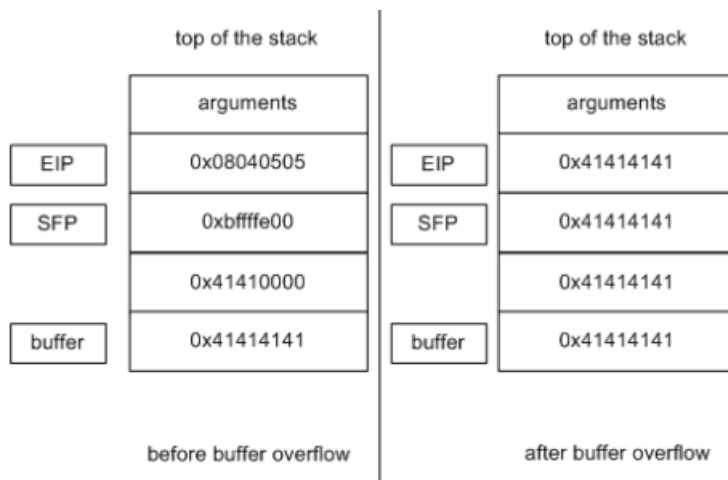 top of the stack
arguments
EIP 0x08040505
SFP 0xbffffe00
0x41410000
buffer 0x41414141
before buffer overflow
top of the stack
arguments
EIP 0x41414141
SFP 0x41414141
0x41414141
buffer 0x41414141
after buffer overflow